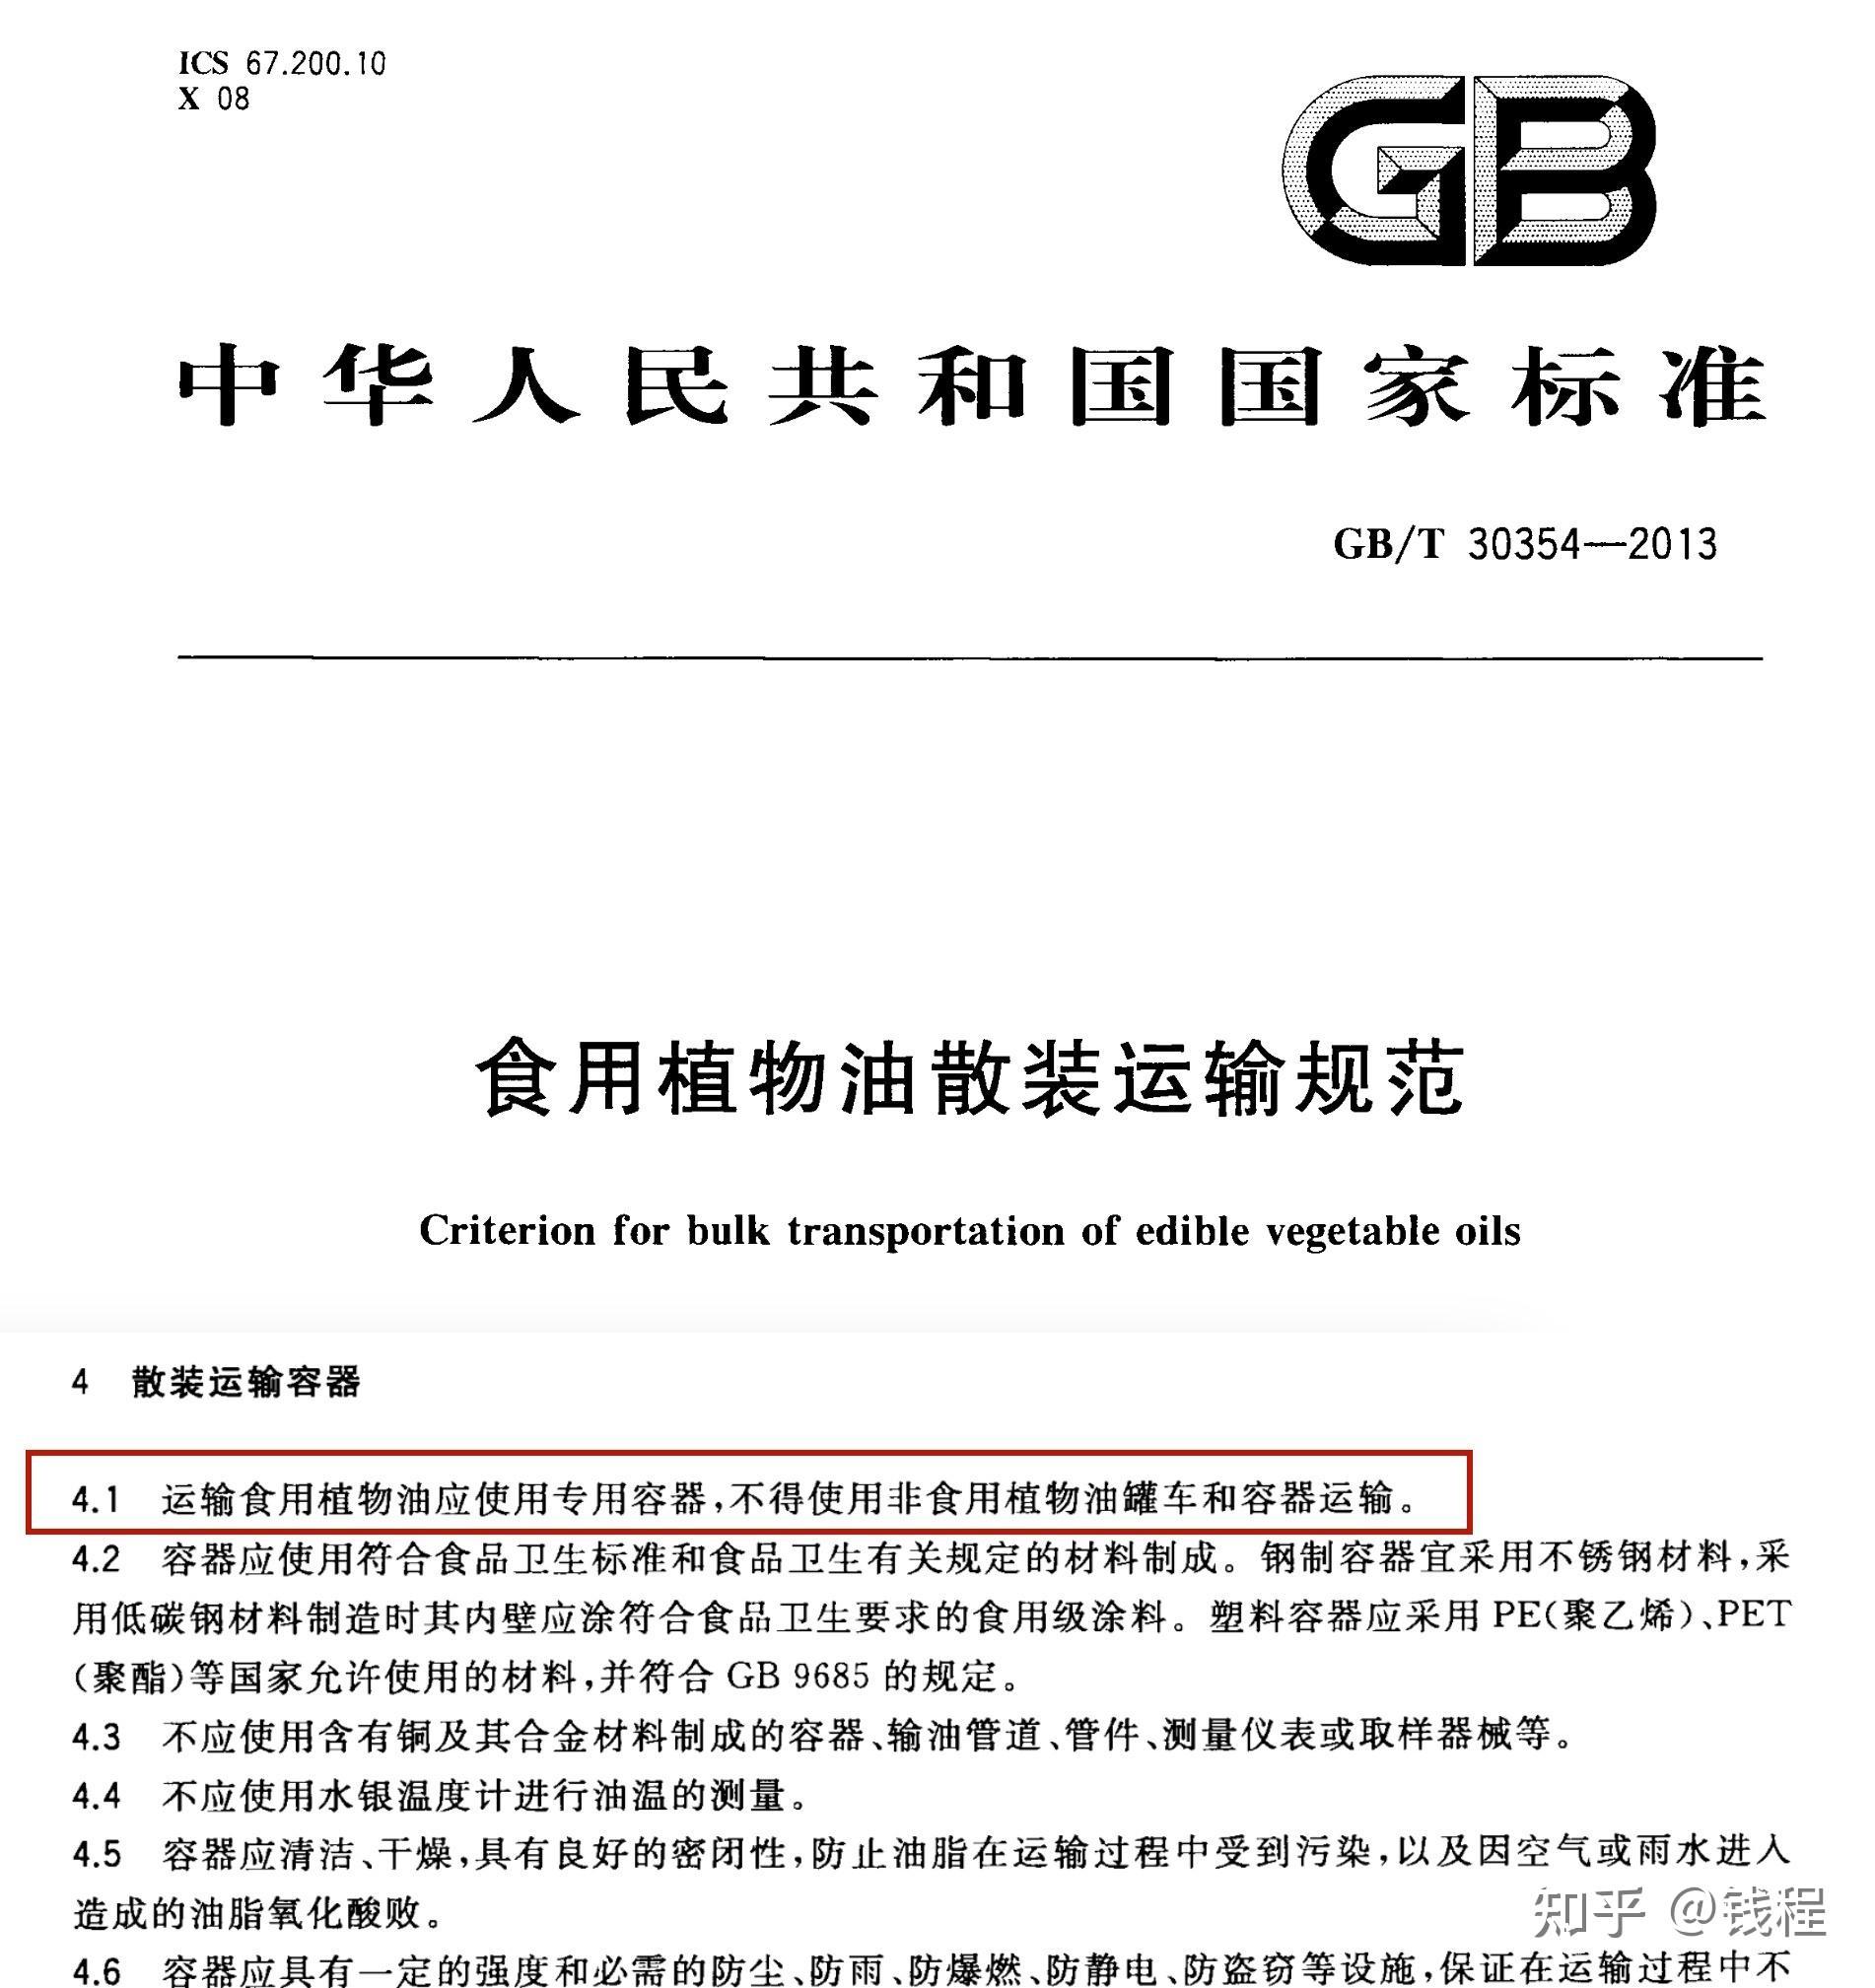 ICS 67.200.10
X 08
GB
中华人民共和国国家标准
GB/T 30354—2013
食用植物油散装运输规范
Criterion for bulk transportation of edible vegetable oils
4 散装运输容器
4.1 运输食用植物油应使用专用容器,不得使用非食用植物油罐车和容器运输。
4.2 容器应使用符合食品卫生标准和食品卫生有关规定的材料制成。钢制容器宜采用不锈钢材料,采
用低碳钢材料制造时其内壁应涂符合食品卫生要求的食用级涂料。塑料容器应采用 PE(聚乙烯)、PET
(聚酯)等国家允许使用的材料,并符合 GB 9685 的规定。
4.3 不应使用含有铜及其合金材料制成的容器、输油管道、管件、测量仪表或取样器械等。
4.4 不应使用水银温度计进行油温的测量。
4.5 容器应清洁、干燥,具有良好的密闭性,防止油脂在运输过程中受到污染,以及因空气或雨水进入
造成的油脂氧化酸败。
4.6 容器应具有一定的强度和必需的防尘、防雨、防爆燃、防静电、防盗窃等设施,保证在运输过程中不
知乎 @钱程